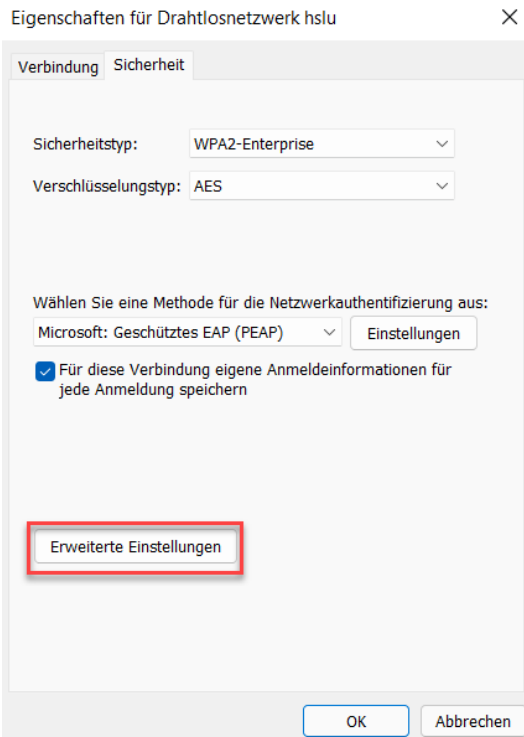 Eigenschaften für Drahtlosnetzwerk hslu
Verbindung Sicherheit
Sicherheitstyp: WPA2-Enterprise
Verschlüsselungstyp: AES
Wählen Sie eine Methode für die Netzwerkauthentifizierung aus:
Microsoft: Geschütztes EAP (PEAP) Einstellungen
Für diese Verbindung eigene Anmeldeinformationen für
jede Anmeldung speichern
Erweiterte Einstellungen
OK Abbrechen